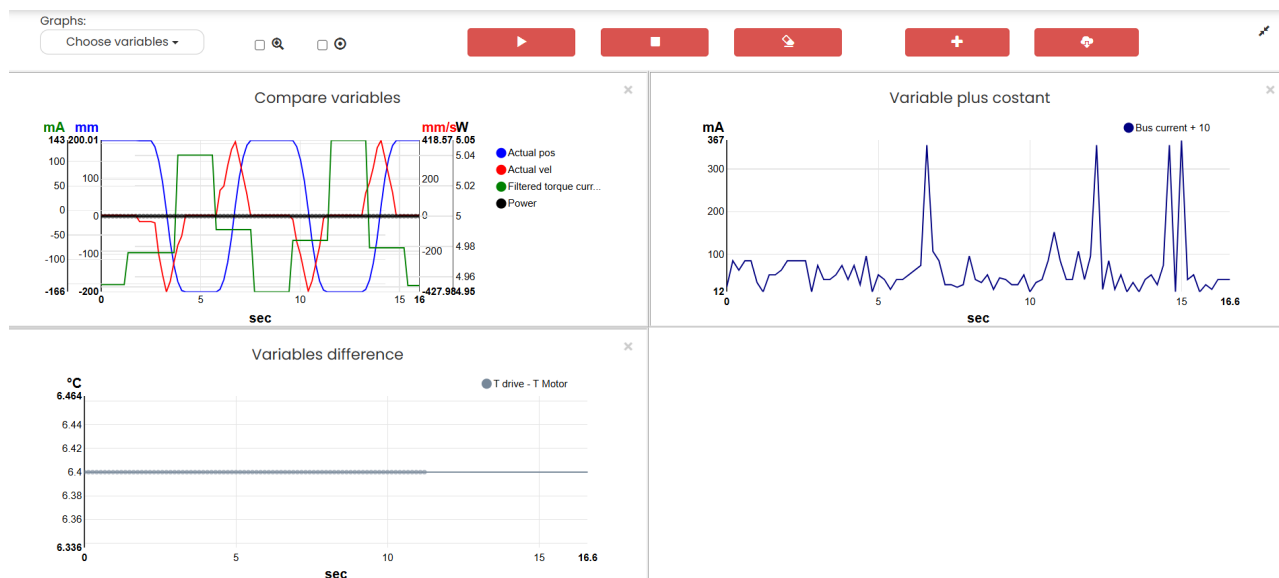 Graphs:
Choose variables
Compare variables
mA mm mm/s W
143 200.01 418.57 5.05
100 5.04
100 200
50 5.02
0 0 0 5
-50
-100 -200 4.98
-100 4.96
-166 -200 -427.98 4.95
0 5 10 15 16
sec
Actual pos
Actual vel
Filtered torque curr...
Power
Variable plus costant
mA
367
300
200
100
12
0 5 10 15 16.6
sec
Bus current + 10
Variables difference
°C
6.464
6.44
6.42
6.4
6.38
6.36
6.336
0 5 10 15 16.6
sec
T drive - T Motor